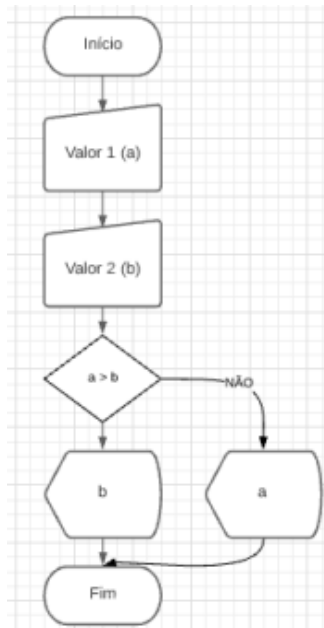 Início
Valor 1 (a)
Valor 2 (b)
a > b
NÃO
b
a
Fim